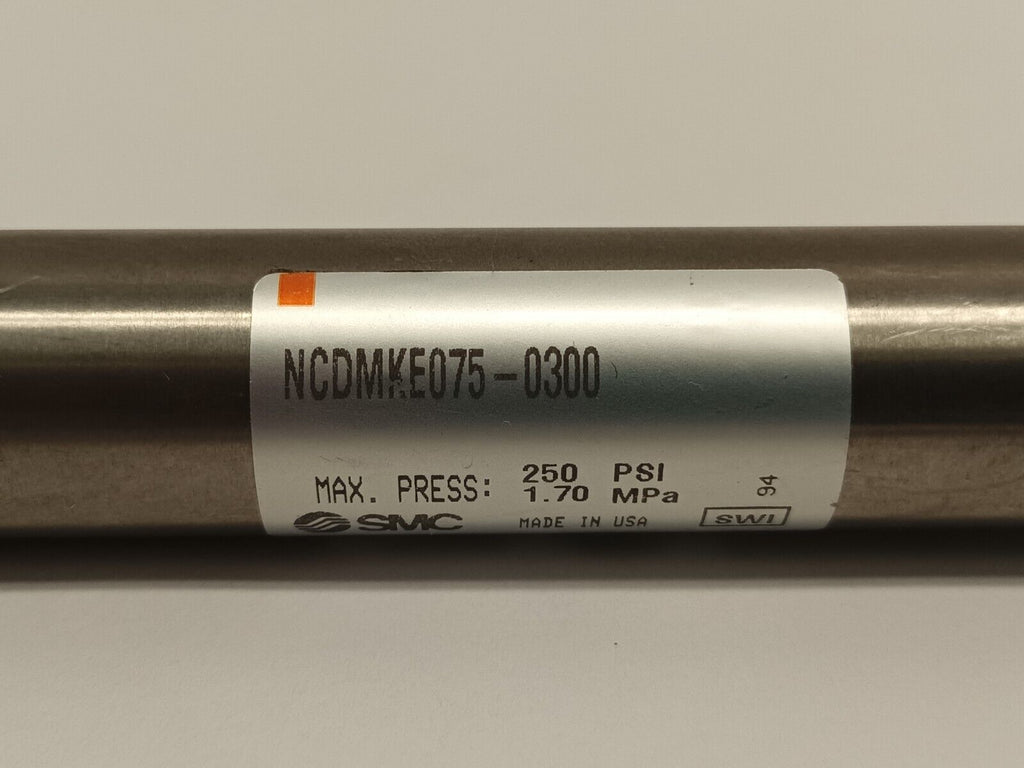 NCDMKE075-0300
MAX. PRESS: 250 PSI
1.70 MPa
94
SMC MADE IN USA SWI